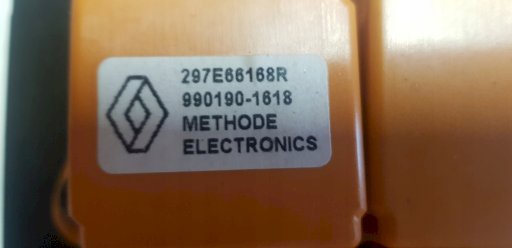 297E66168R
990190-1618
METHODE
ELECTRONICS